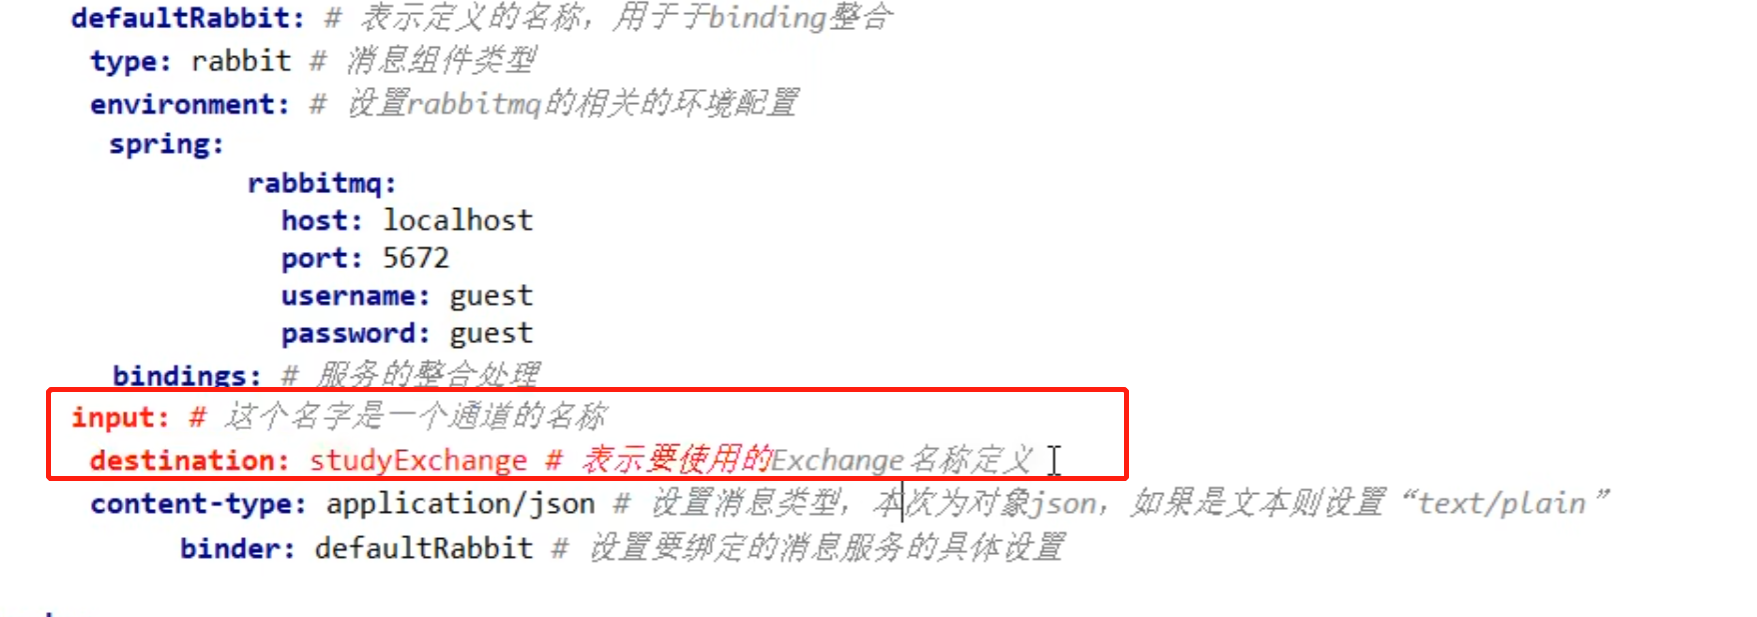 defaultRabbit: # 表示定义的名称，用于于binding整合
type: rabbit # 消息组件类型
environment: # 设置rabbitmq的相关的环境配置
spring:
rabbitmq:
host: localhost
port: 5672
username: guest
password: guest
bindings: # 服务的整合处理
input: # 这个名字是一个通道的名称
destination: studyExchange # 表示要使用的Exchange名称定义
content-type: application/json # 设置消息类型，本次为对象json，如果是文本则设置“text/plain”
binder: defaultRabbit # 设置要绑定的消息服务的具体设置